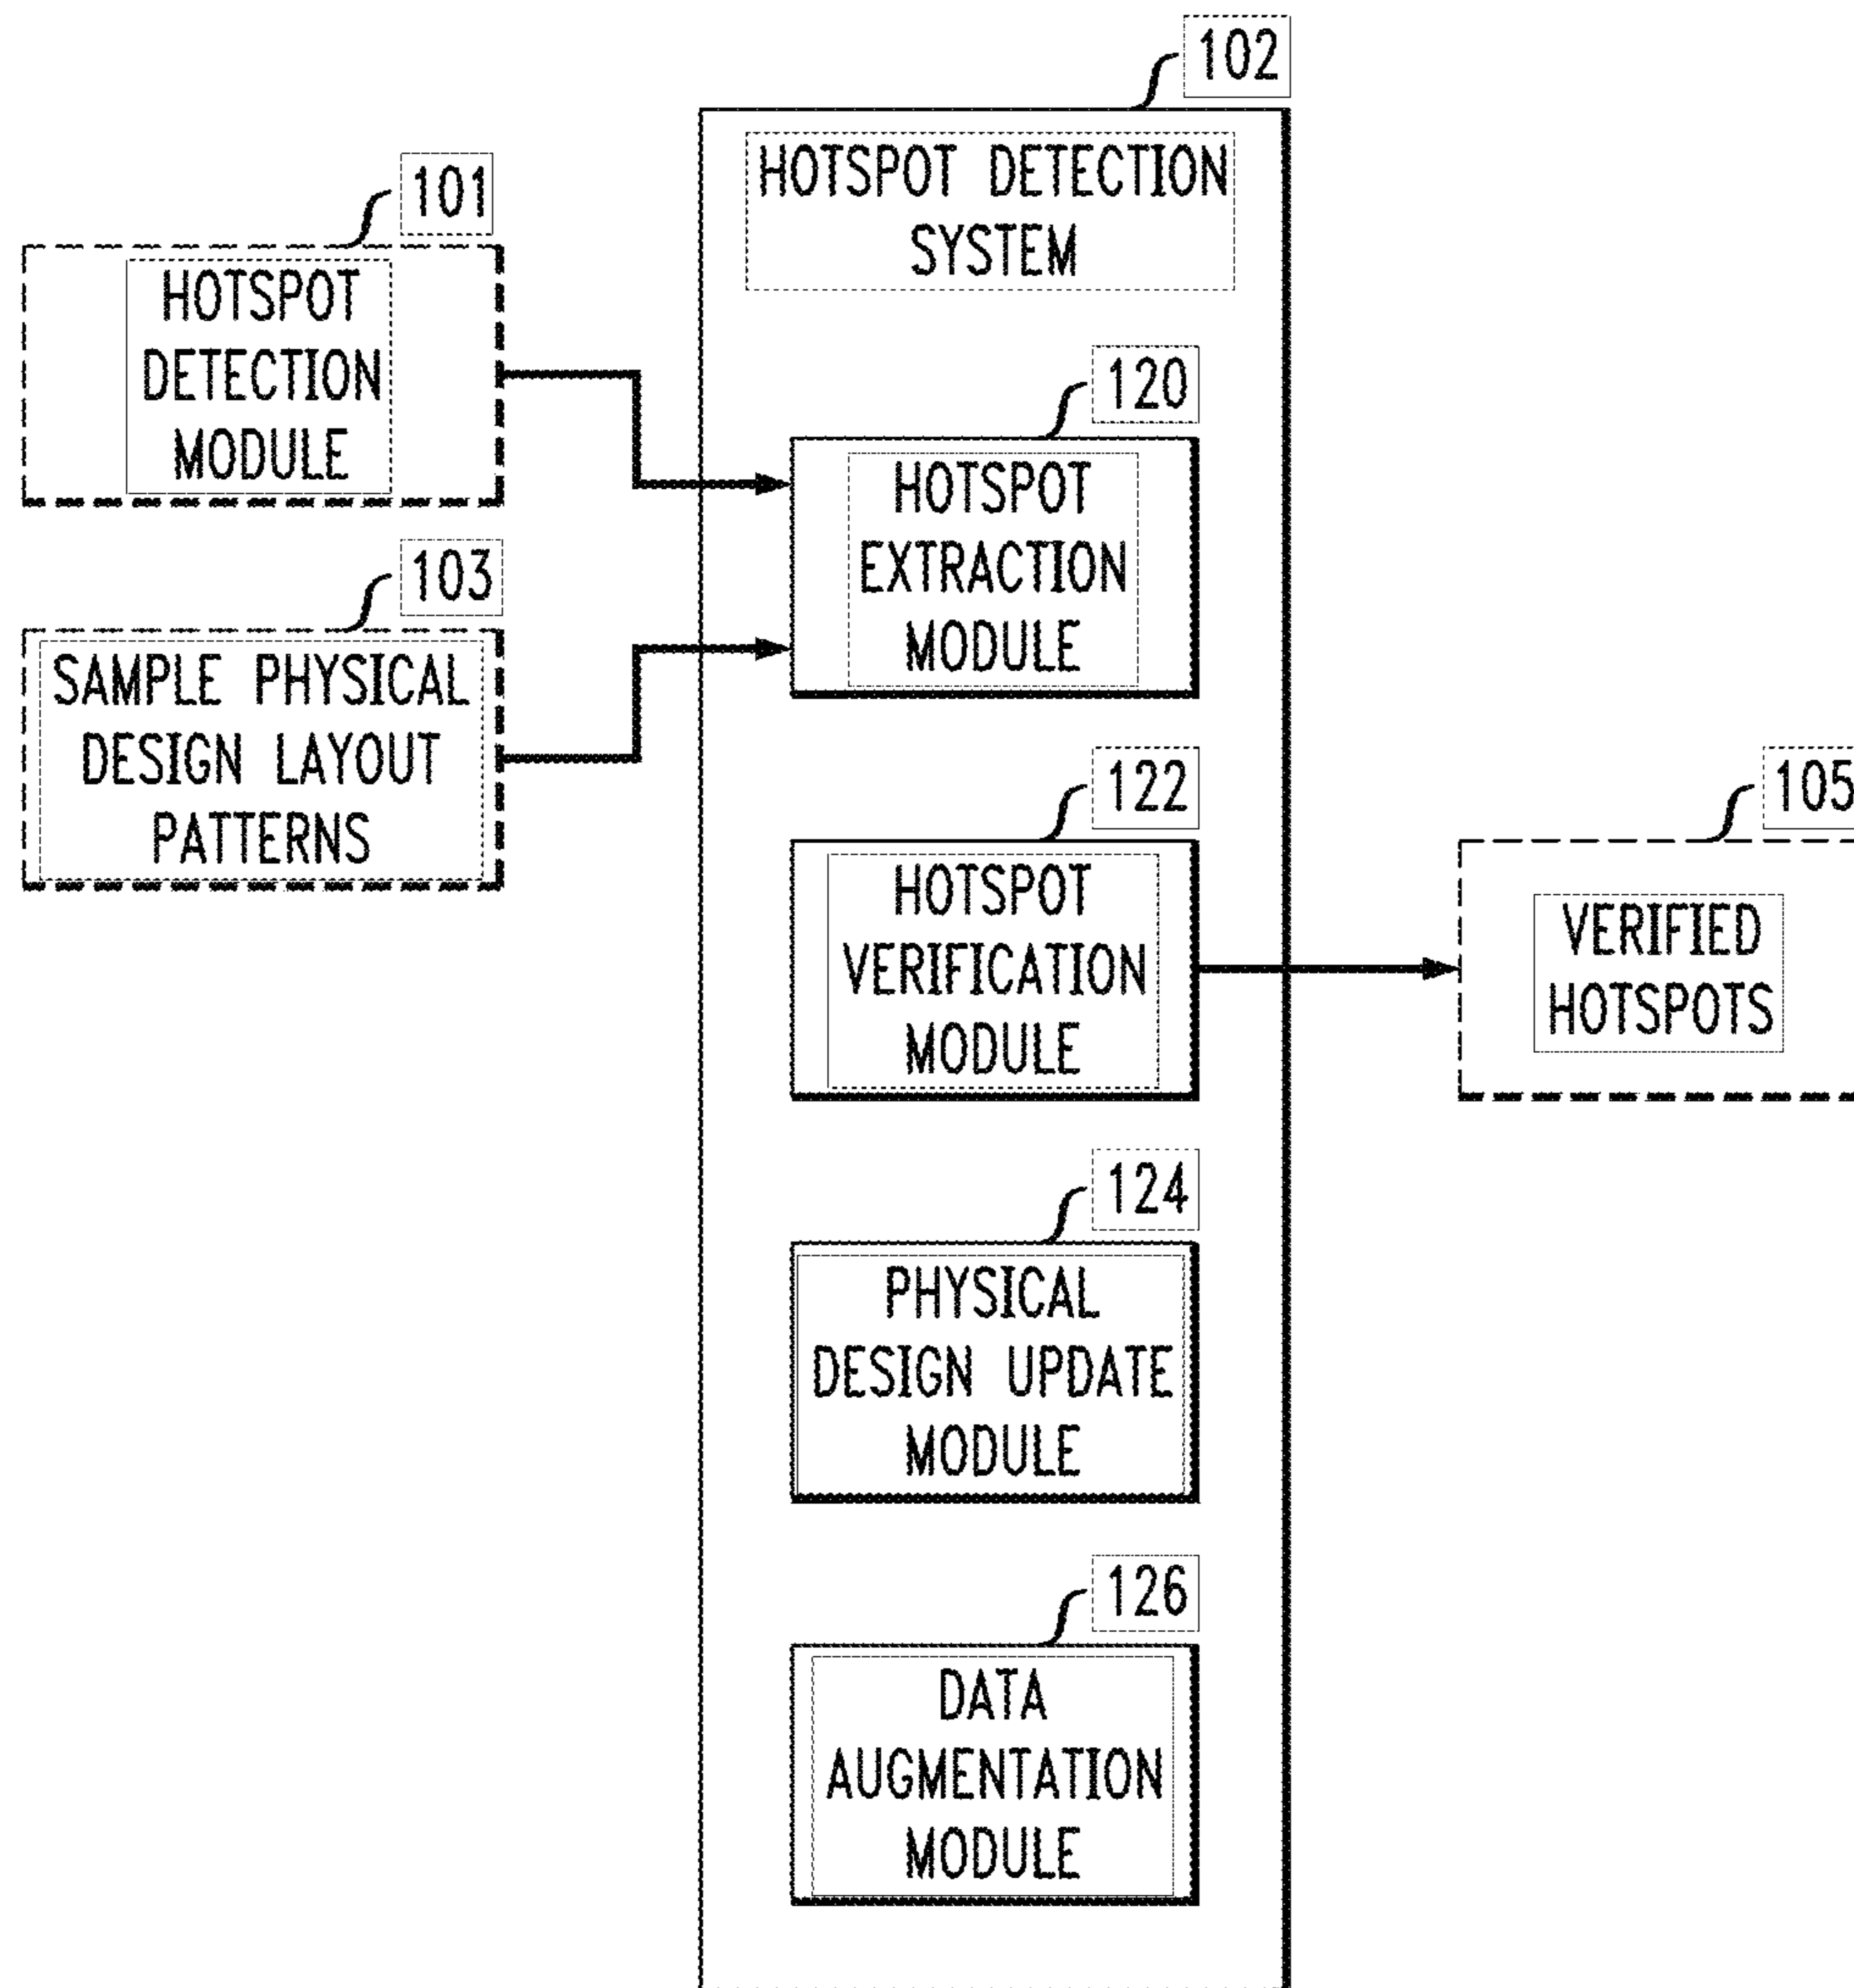 102
HOTSPOT DETECTION
SYSTEM
101
HOTSPOT
DETECTION
MODULE
103
SAMPLE PHYSICAL
DESIGN LAYOUT
PATTERNS
120
HOTSPOT
EXTRACTION
MODULE
122
HOTSPOT
VERIFICATION
MODULE
105
VERIFIED
HOTSPOTS
124
PHYSICAL
DESIGN UPDATE
MODULE
126
DATA
AUGMENTATION
MODULE